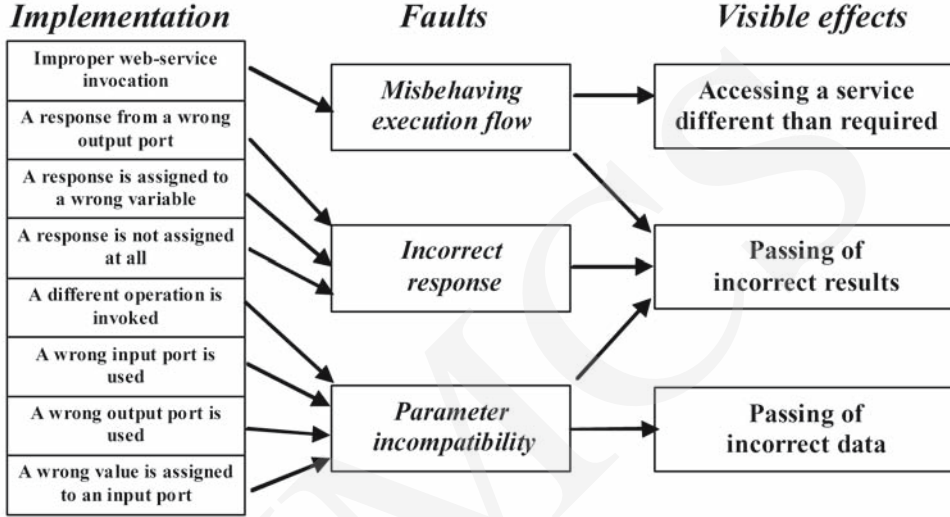 Implementation
Faults
Visible effects
Improper web-service
invocation
A response from a wrong
output port
A response is assigned to
a wrong variable
A response is not assigned
at all
A different operation is
invoked
A wrong input port is
used
A wrong output port is
used
A wrong value is assigned
to an input port
Misbehaving
execution flow
Incorrect
response
Parameter
incompatibility
Accessing a service
different than required
Passing of
incorrect results
Passing of
incorrect data